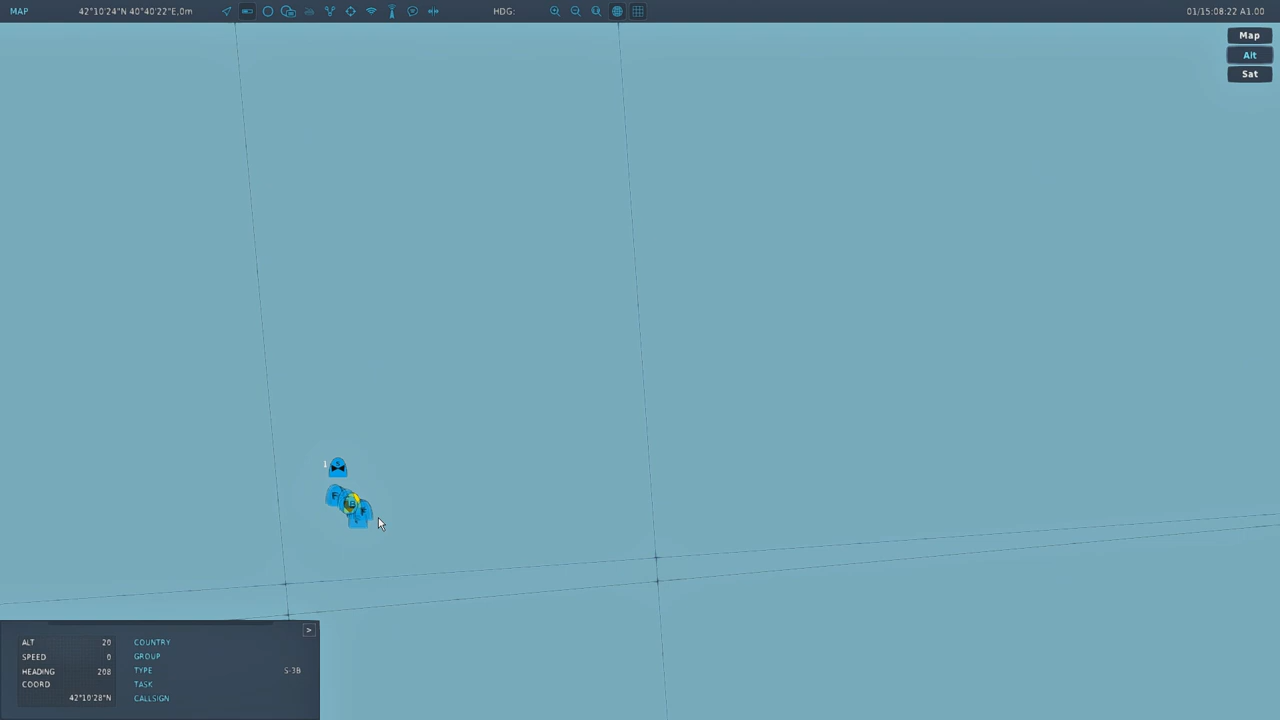 MAP 42°10'24"N 40°40'22"E,0m HDG: 01/15:08:22 A1.00
Map
Alt
Sat
F
ALT 20 COUNTRY
SPEED 0 GROUP
HEADING 208 TYPE S-3B
COORD TASK
42°10'28"N CALLSIGN